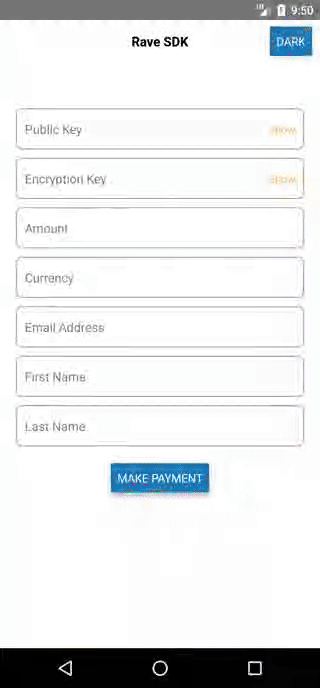 9:50
Rave SDK
DARK
Public Key
SHOW
Encryption Key
SHOW
Amount
Currency
Email Address
First Name
Last Name
MAKE PAYMENT